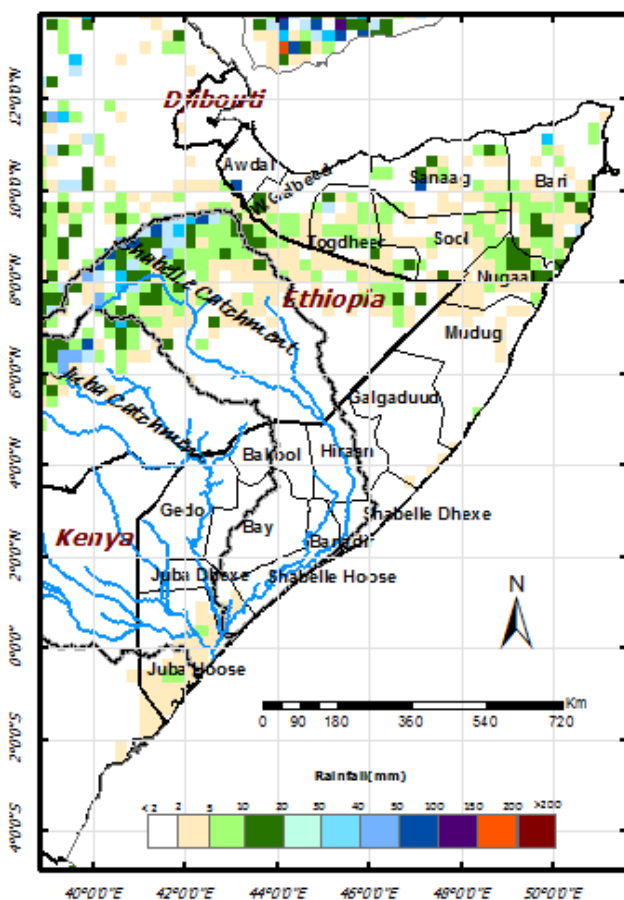 12°0'0"N
10°0'0"N
8°0'0"N
6°0'0"N
4°0'0"N
2°0'0"N
0°0'0"
2°0'0"S
4°0'0"S
Djibouti
Awdal
W.Galbeed
Sanaag
Bari
Togdheer
Sool
Nugaal
Shabelle Catchment
Ethiopia
Mudug
Juba Catchment
Galgaduud
Bakool
Hiraan
Gedo
Shabelle Dhexe
Bay
Kenya
Banadir
Juba Dhexe
Shabelle Hoose
N
Juba Hoose
Km
0 90 180 360 540 720
Rainfall(mm)
<2 2 5 10 20 30 40 50 100 150 200 >200
40°0'0"E 42°0'0"E 44°0'0"E 46°0'0"E 48°0'0"E 50°0'0"E